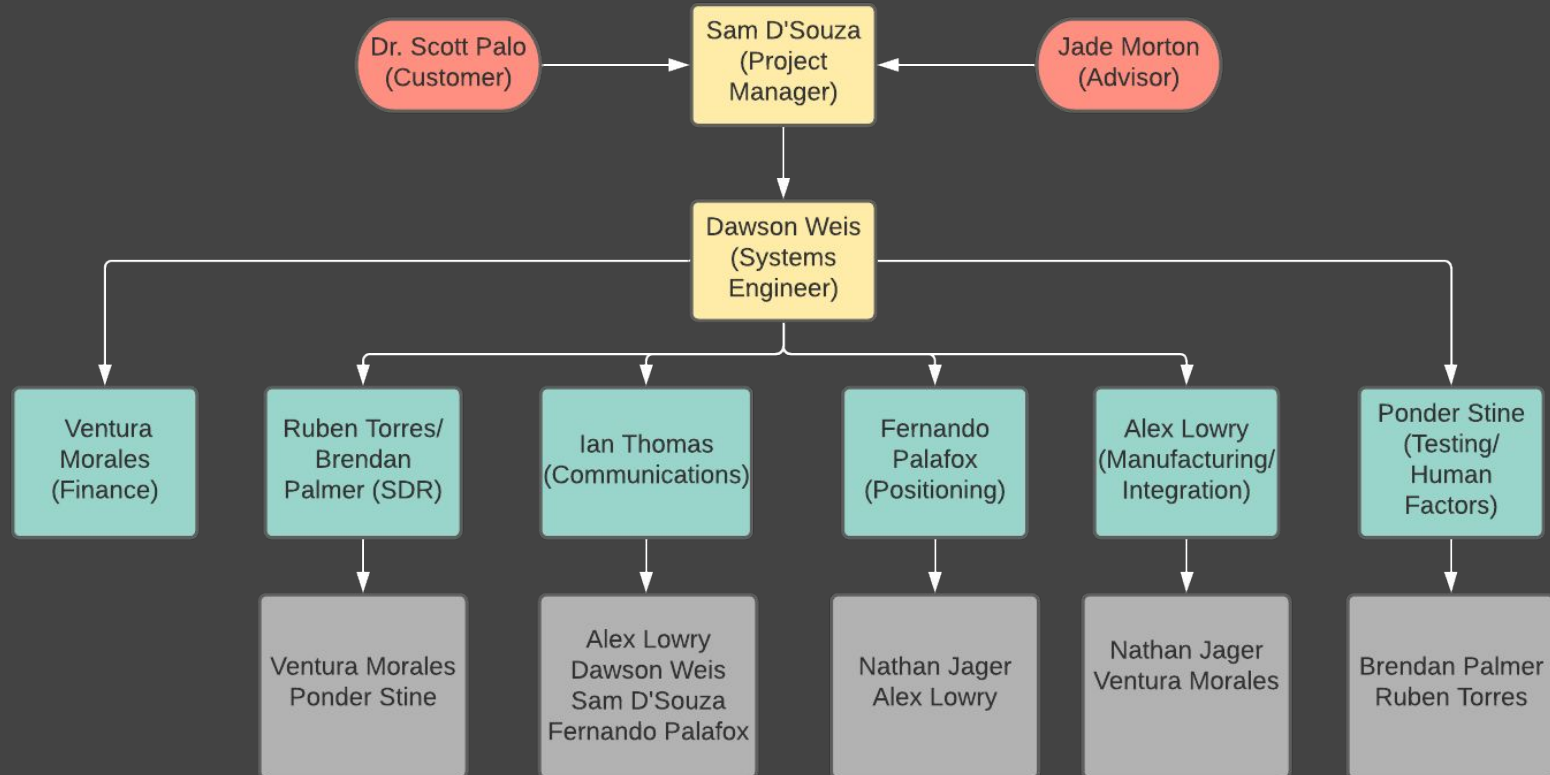 Dr. Scott Palo
(Customer)
Sam D'Souza
(Project
Manager)
Jade Morton
(Advisor)
Dawson Weis
(Systems
Engineer)
Ventura
Morales
(Finance)
Ruben Torres/
Brendan
Palmer (SDR)
Ian Thomas
(Communications)
Fernando
Palafox
(Positioning)
Alex Lowry
(Manufacturing/
Integration)
Ponder Stine
(Testing/
Human
Factors)
Ventura Morales
Ponder Stine
Alex Lowry
Dawson Weis
Sam D'Souza
Fernando Palafox
Nathan Jager
Alex Lowry
Nathan Jager
Ventura Morales
Brendan Palmer
Ruben Torres